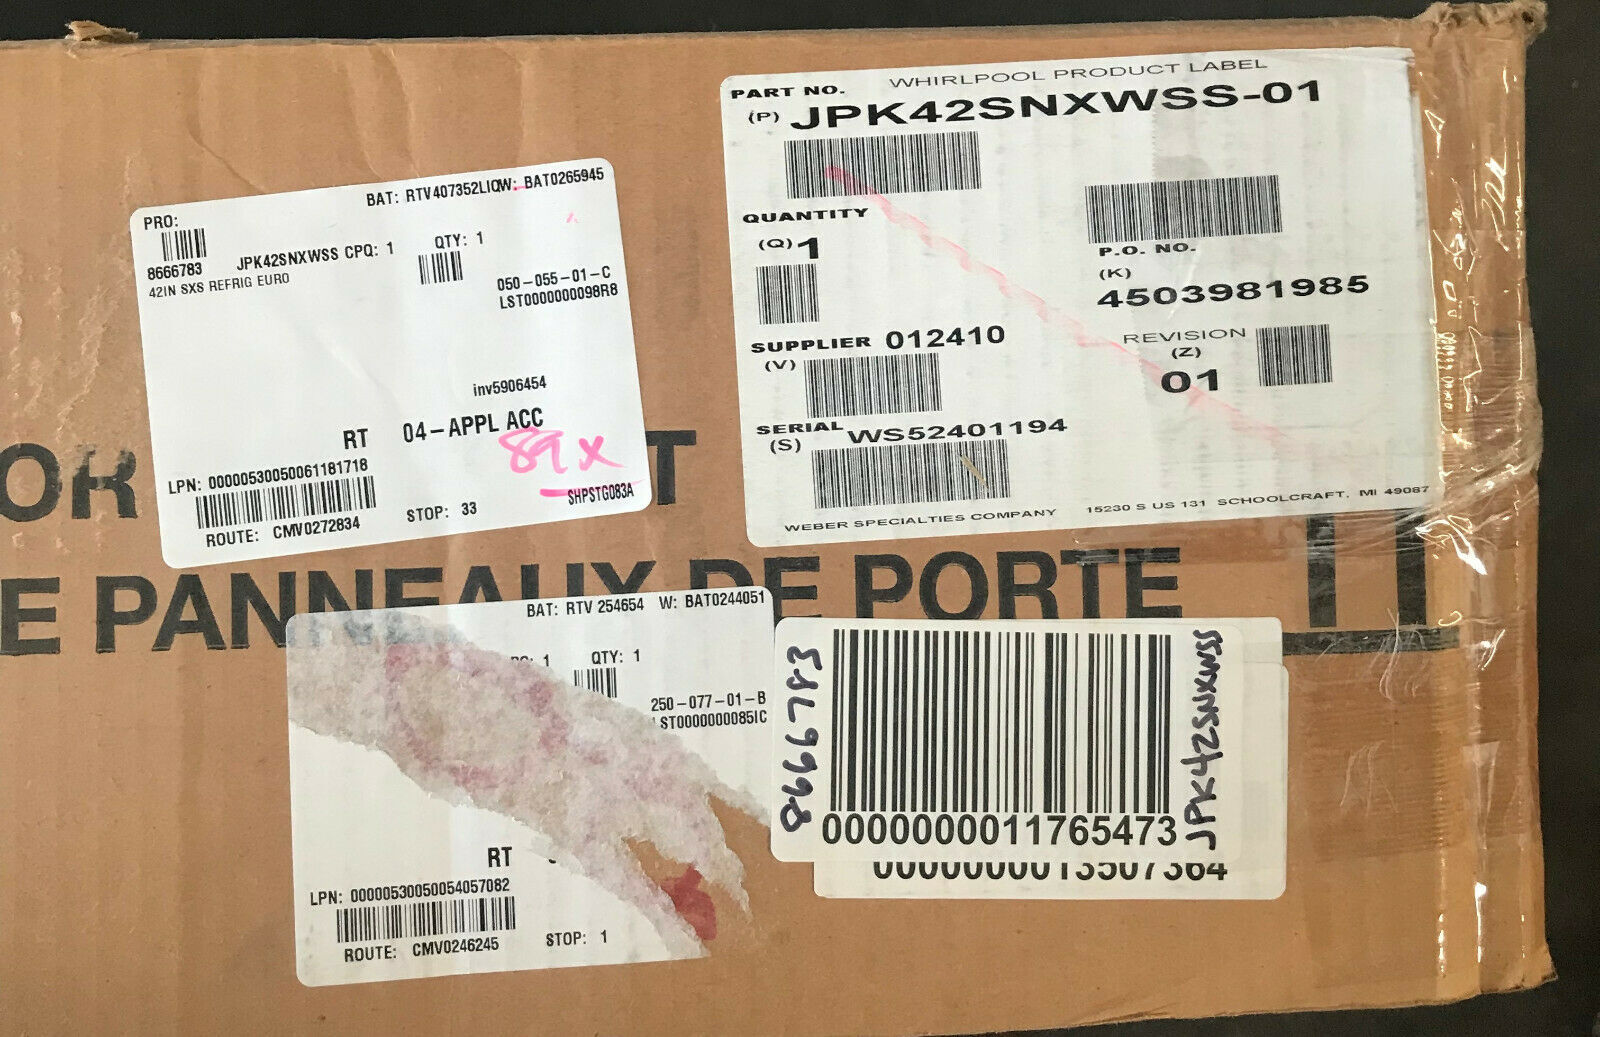 WHIRLPOOL PRODUCT LABEL
PART NO.
(P) JPK42SNXWSS-01
QUANTITY
(Q) 1
P.O. NO.
(K)
4503981985
SUPPLIER 012410
(V)
REVISION
(Z)
01
SERIAL WS52401194
(S)
WEBER SPECIALTIES COMPANY 15230 S US 131 SCHOOLCRAFT, MI 49087
BAT: RTV407352LIQW: BAT0265945
PRO:
8666783 JPK42SNXWSS CPQ: 1 QTY: 1
42IN SXS REFRIG EURO
050-055-01-C
LST0000000098R8
inv5906454
RT 04-APPL ACC
89x
LPN: 00000530050061181718
SHPSTG083A
ROUTE: CMV0272834 STOP: 33
PANNEAUX DE PORTE
BAT: RTV 254654 W: BAT0244051
1 QTY: 1
250-077-01-B
ST0000000085IC
RT
LPN: 00000530050054057082
ROUTE: CMV0246245 STOP: 1
8666783
JPK42SNXWSS
0000000011765473
0000000013507364